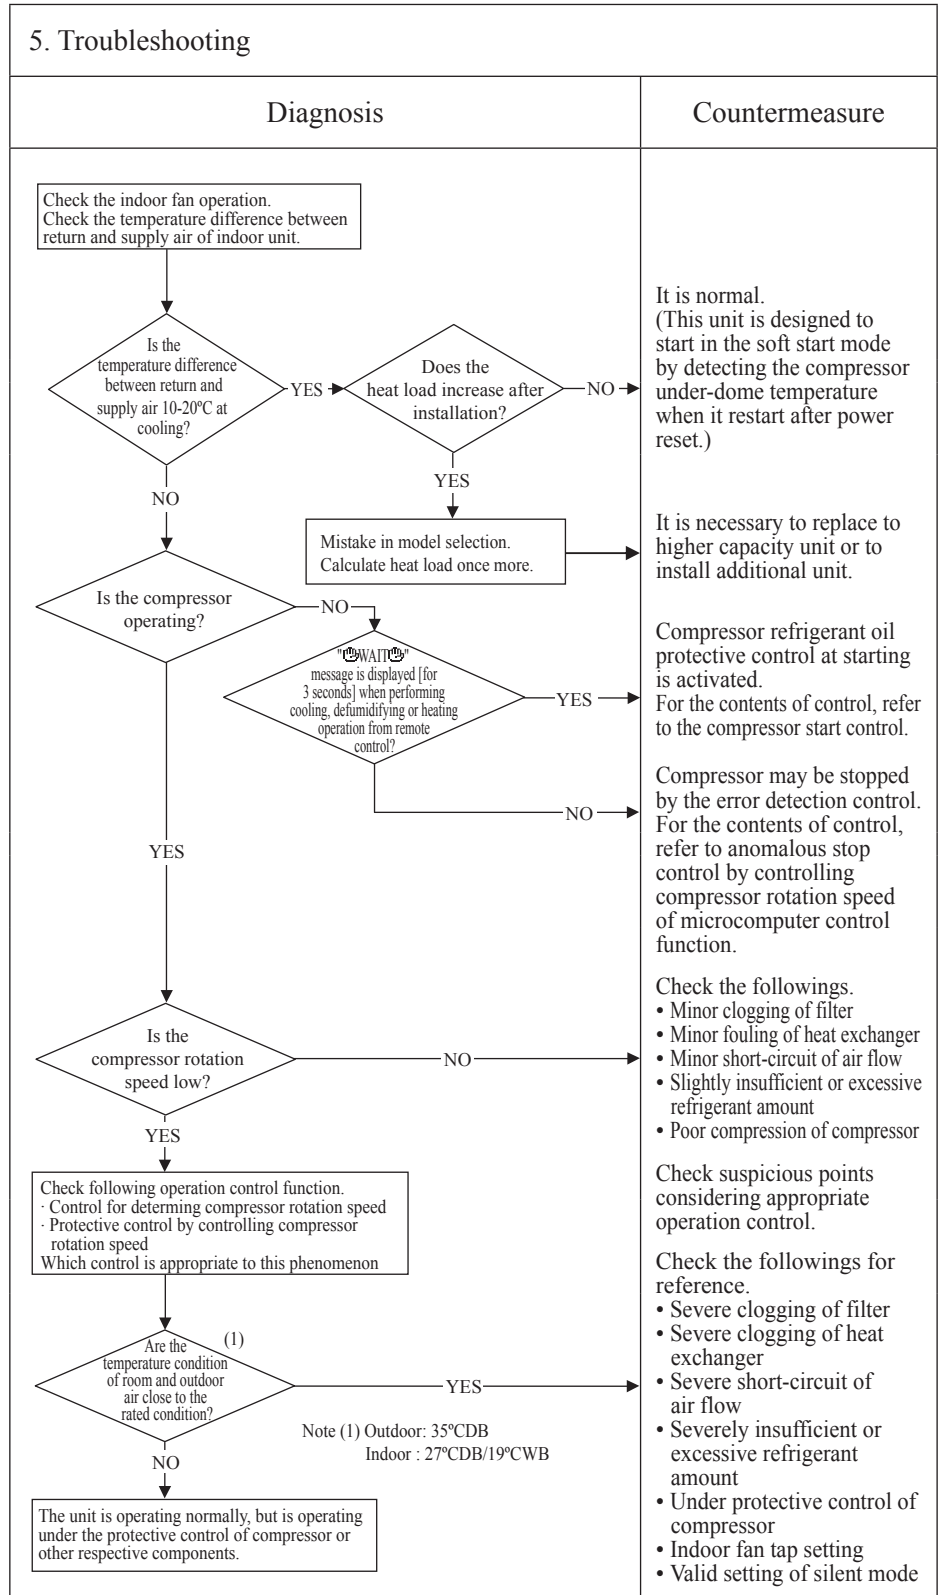 5. Troubleshooting
Diagnosis
Countermeasure
Check the indoor fan operation.
Check the temperature difference between
return and supply air of indoor unit.
Is the
temperature difference
between return and
supply air 10-20ºC at
cooling?
YES
Does the
heat load increase after
installation?
NO
It is normal.
(This unit is designed to
start in the soft start mode
by detecting the compressor
under-dome temperature
when it restart after power
reset.)
NO
YES
Mistake in model selection.
Calculate heat load once more.
It is necessary to replace to
higher capacity unit or to
install additional unit.
Is the compressor
operating?
NO
"WAIT"
message is displayed [for
3 seconds] when performing
cooling, defumidifying or heating
operation from remote
control?
YES
Compressor refrigerant oil
protective control at starting
is activated.
For the contents of control, refer
to the compressor start control.
NO
Compressor may be stopped
by the error detection control.
For the contents of control,
refer to anomalous stop
control by controlling
compressor rotation speed
of microcomputer control
function.
YES
Is the
compressor rotation
speed low?
NO
Check the followings.
• Minor clogging of filter
• Minor fouling of heat exchanger
• Minor short-circuit of air flow
• Slightly insufficient or excessive
refrigerant amount
• Poor compression of compressor
YES
Check following operation control function.
· Control for determing compressor rotation speed
· Protective control by controlling compressor
rotation speed
Which control is appropriate to this phenomenon
Check suspicious points
considering appropriate
operation control.
(1)
Are the
temperature condition
of room and outdoor
air close to the
rated condition?
YES
Check the followings for
reference.
• Severe clogging of filter
• Severe clogging of heat
exchanger
• Severe short-circuit of
air flow
• Severely insufficient or
excessive refrigerant
amount
• Under protective control of
compressor
• Indoor fan tap setting
• Valid setting of silent mode
Note (1) Outdoor: 35ºCDB
Indoor : 27ºCDB/19ºCWB
NO
The unit is operating normally, but is operating
under the protective control of compressor or
other respective components.